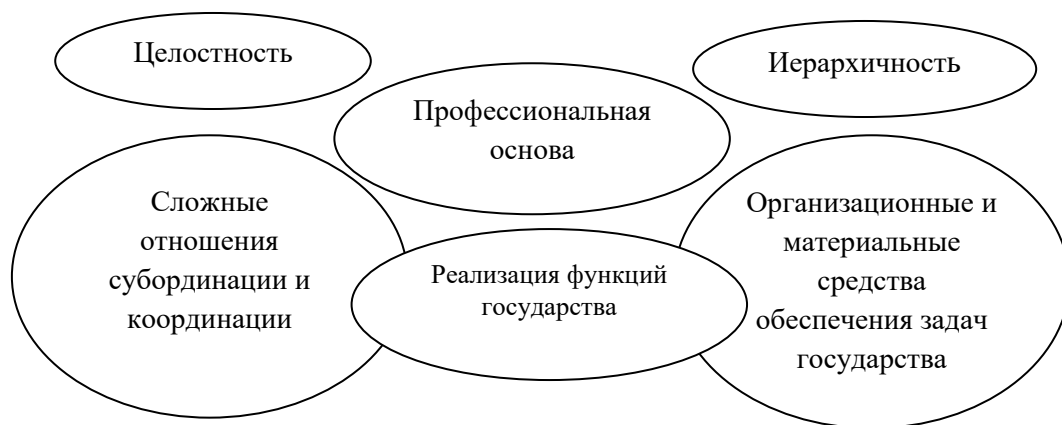 Целостность
Иерархичность
Профессиональная
основа
Сложные
отношения
субординации и
координации
Реализация функций
государства
Организационные и
материальные
средства
обеспечения задач
государства